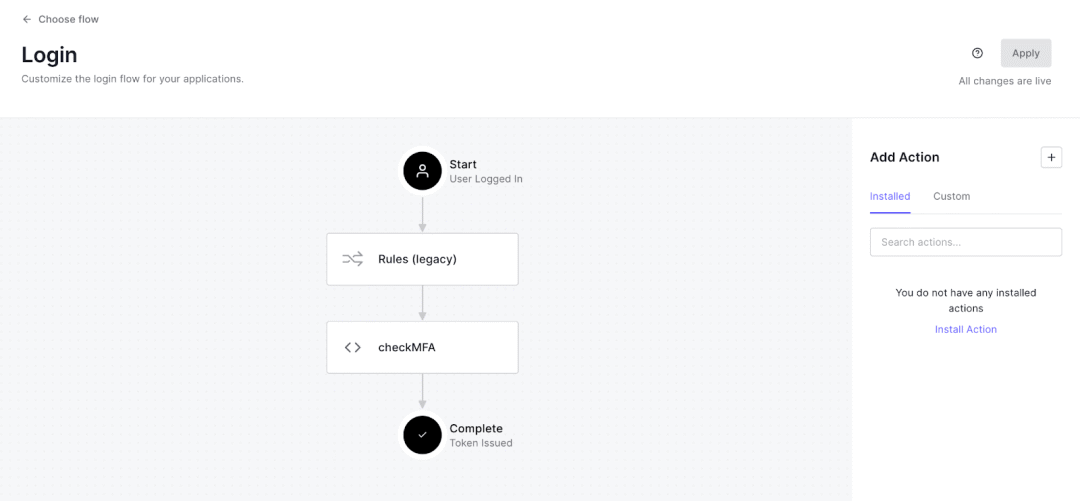 Choose flow
Login
Customize the login flow for your applications.
Apply
All changes are live
Start
User Logged In
Rules (legacy)
checkMFA
Complete
Token Issued
Add Action
Installed
Custom
Search actions...
You do not have any installed
actions
Install Action